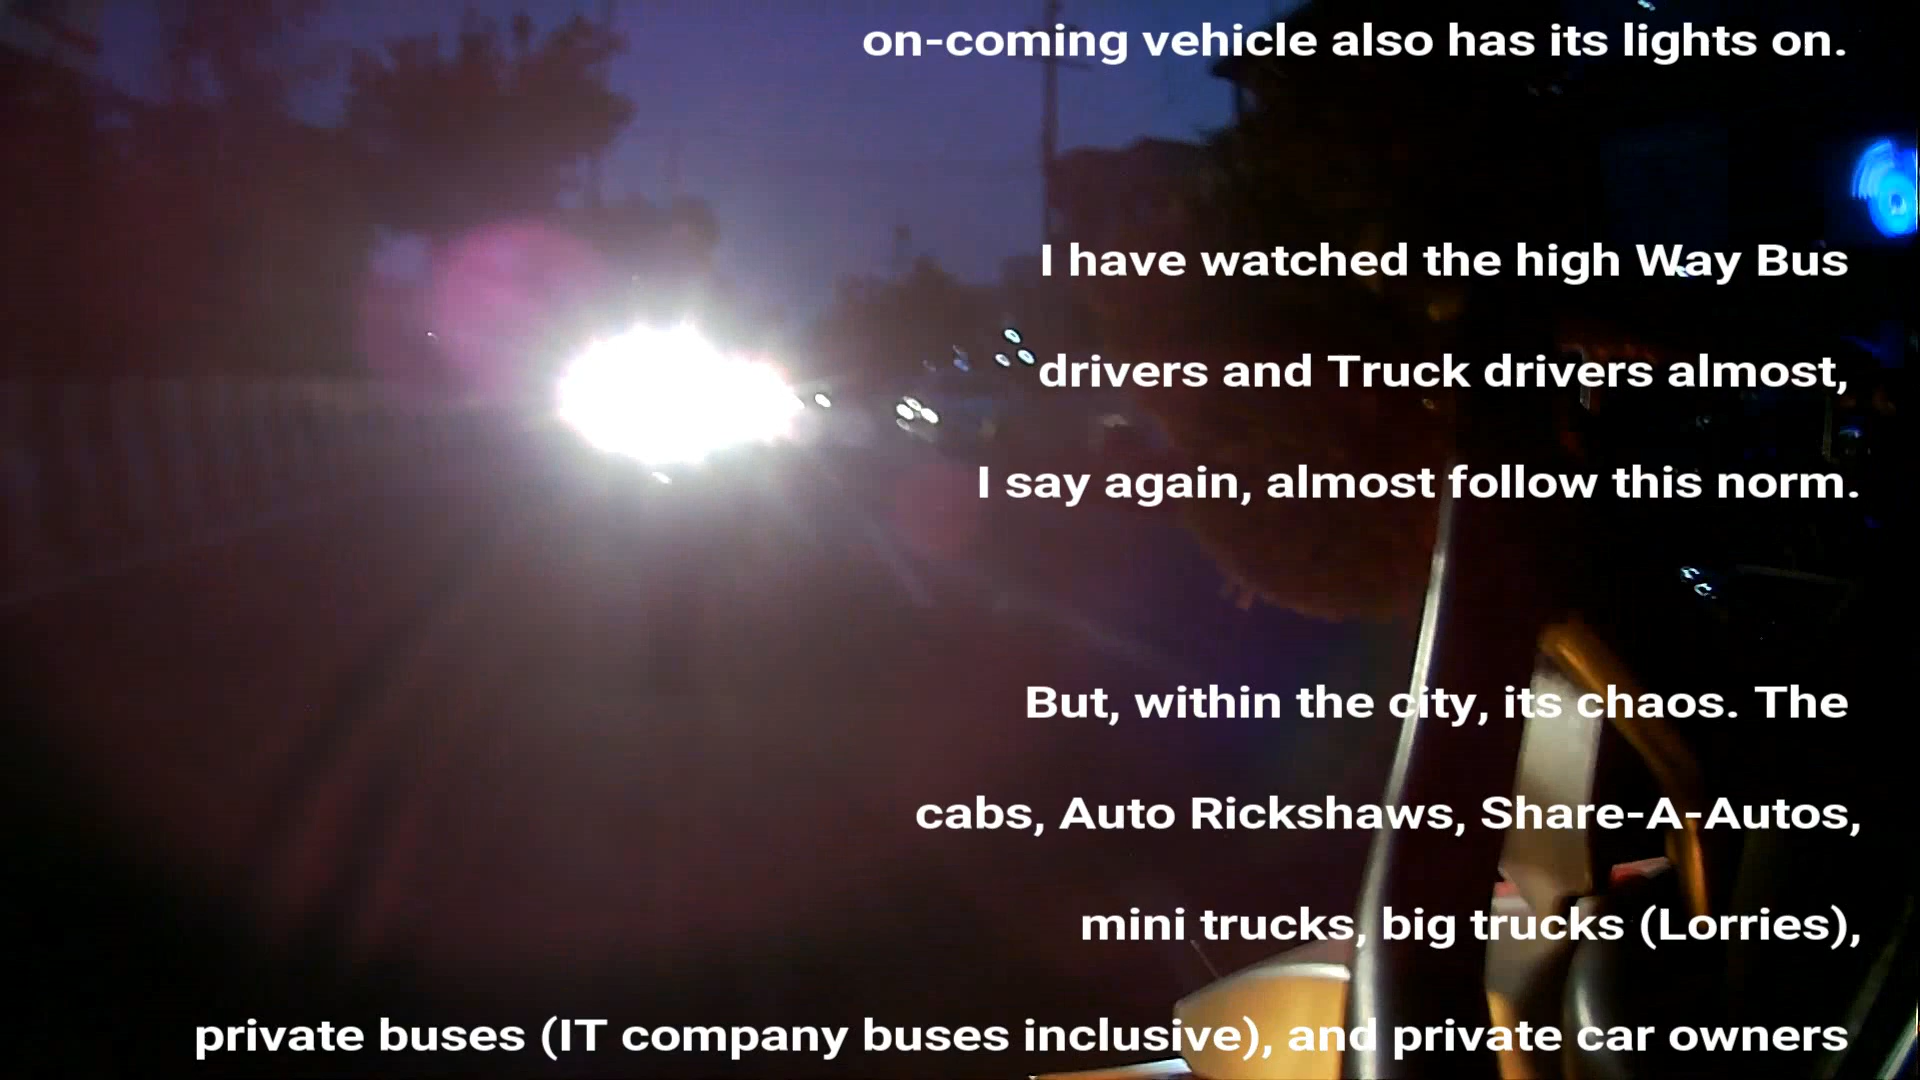 on-coming vehicle also has its lights on.
I have watched the high Way Bus
drivers and Truck drivers almost,
I say again, almost follow this norm.
But, within the city, its chaos. The
cabs, Auto Rickshaws, Share-A-Autos,
mini trucks, big trucks (Lorries),
private buses (IT company buses inclusive), and private car owners